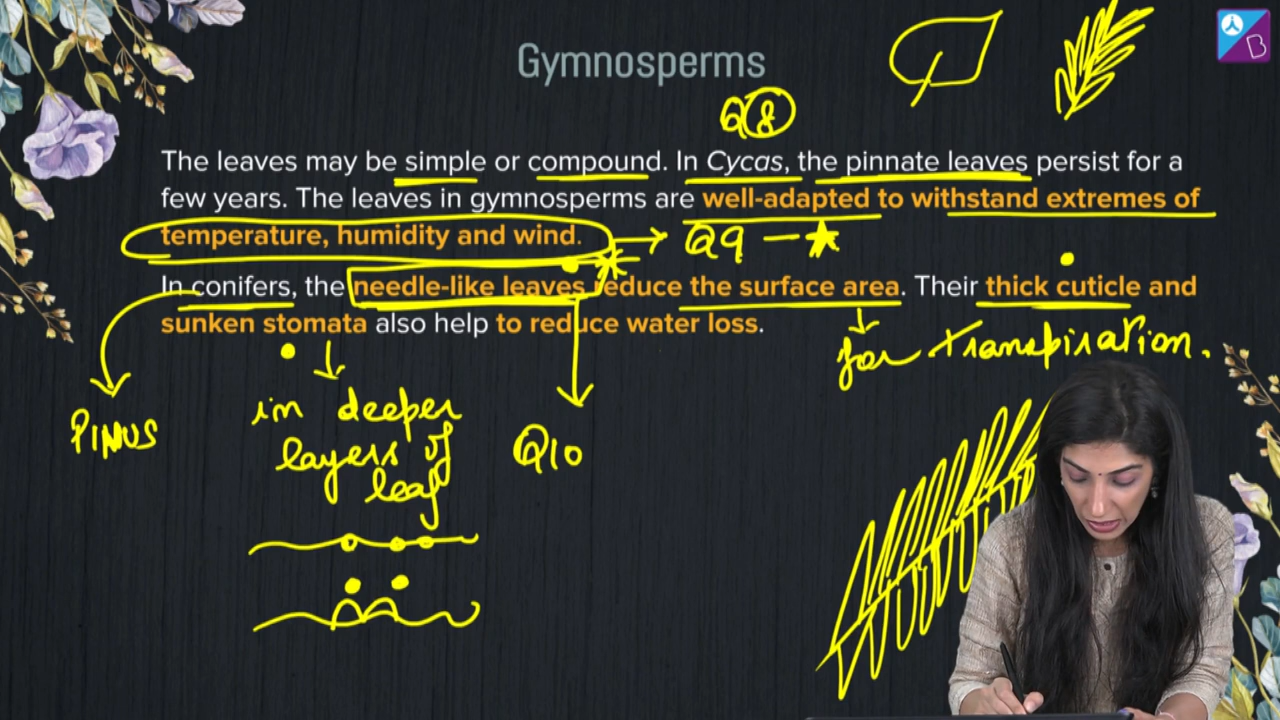 Gymnosperms
B
Q8
The leaves may be simple or compound. In Cycas, the pinnate leaves persist for a
few years. The leaves in gymnosperms are well-adapted to withstand extremes of
temperature, humidity and wind.
Q9 -
In conifers, the needle-like leaves reduce the surface area. Their thick cuticle and
sunken stomata also help to reduce water loss.
for transpiration.
PINUS
in deeper
layers of
leaf
Q10